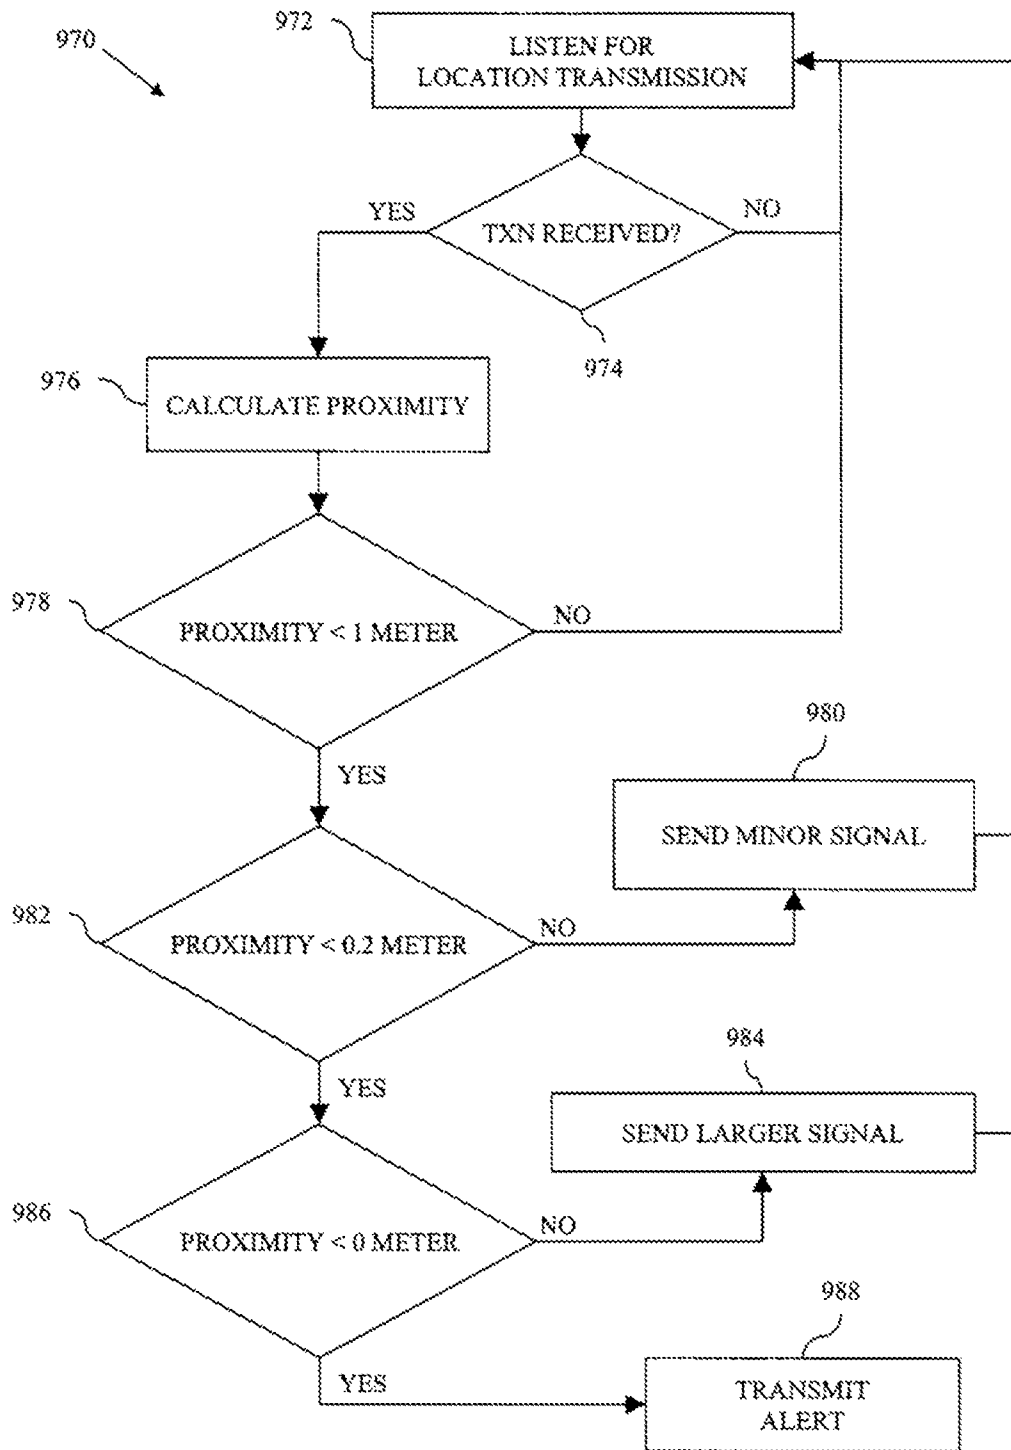 970
972
LISTEN FOR
LOCATION TRANSMISSION
YES
TXN RECEIVED?
NO
974
976
CALCULATE PROXIMITY
978
PROXIMITY < 1 METER
NO
YES
980
SEND MINOR SIGNAL
982
PROXIMITY < 0.2 METER
NO
YES
984
SEND LARGER SIGNAL
986
PROXIMITY < 0 METER
NO
YES
988
TRANSMIT
ALERT